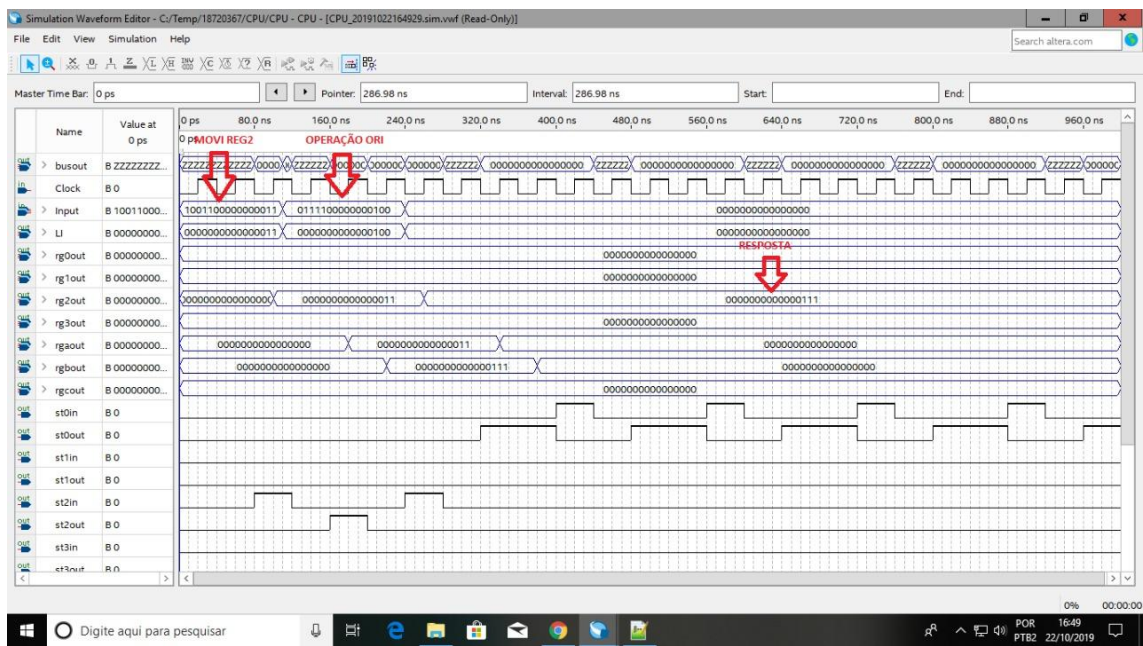 Simulation Waveform Editor - C:/Temp/18720367/CPU/CPU - CPU - [CPU_20191022164929.sim.vwf (Read-Only)]
File Edit View Simulation Help
Search altera.com
Master Time Bar: 0 ps Pointer: 286.98 ns Interval: 286.98 ns Start: End:
Name Value at 0 ps
0 ps 80.0 ns 160.0 ns 240.0 ns 320.0 ns 400.0 ns 480.0 ns 560.0 ns 640.0 ns 720.0 ns 800.0 ns 880.0 ns 960.0 ns
0 ps
MOVI REG2 OPERAÇÃO ORI
busout B ZZZZZZZZ... 0000000000000000 ZZZZZZ 0000000000000000 ZZZZZZ 0000000000000000 ZZZZZZ 0000000000000000 ZZZZZZ
Clock B 0
Input B 10011000... 1001100000000011 0111100000000100 0000000000000000
LI B 00000000... 0000000000000011 0000000000000100 0000000000000000
RESPOSTA
rg0out B 00000000... 0000000000000000
rg1out B 00000000... 0000000000000000
rg2out B 00000000... 0000000000000000 0000000000000011 0000000000000111
rg3out B 00000000... 0000000000000000
rgaout B 00000000... 0000000000000000 0000000000000011 0000000000000000
rgbout B 00000000... 0000000000000000 0000000000000111 0000000000000000
rgcout B 00000000... 0000000000000000
st0in B 0
st0out B 0
st1in B 0
st1out B 0
st2in B 0
st2out B 0
st3in B 0
st3out B 0
0% 00:00:00
Digite aqui para pesquisar
POR 16:49
PTB2 22/10/2019